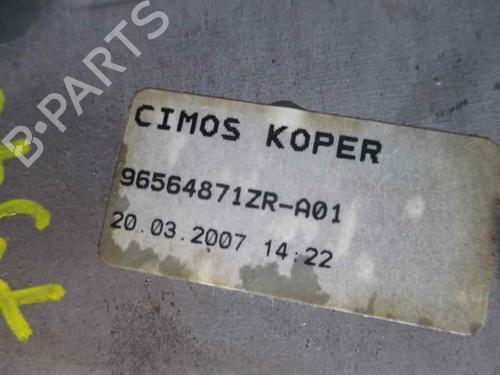 B-PARTS
CIMOS KOPER
96564871ZR-A01
20.03.2007 14:22